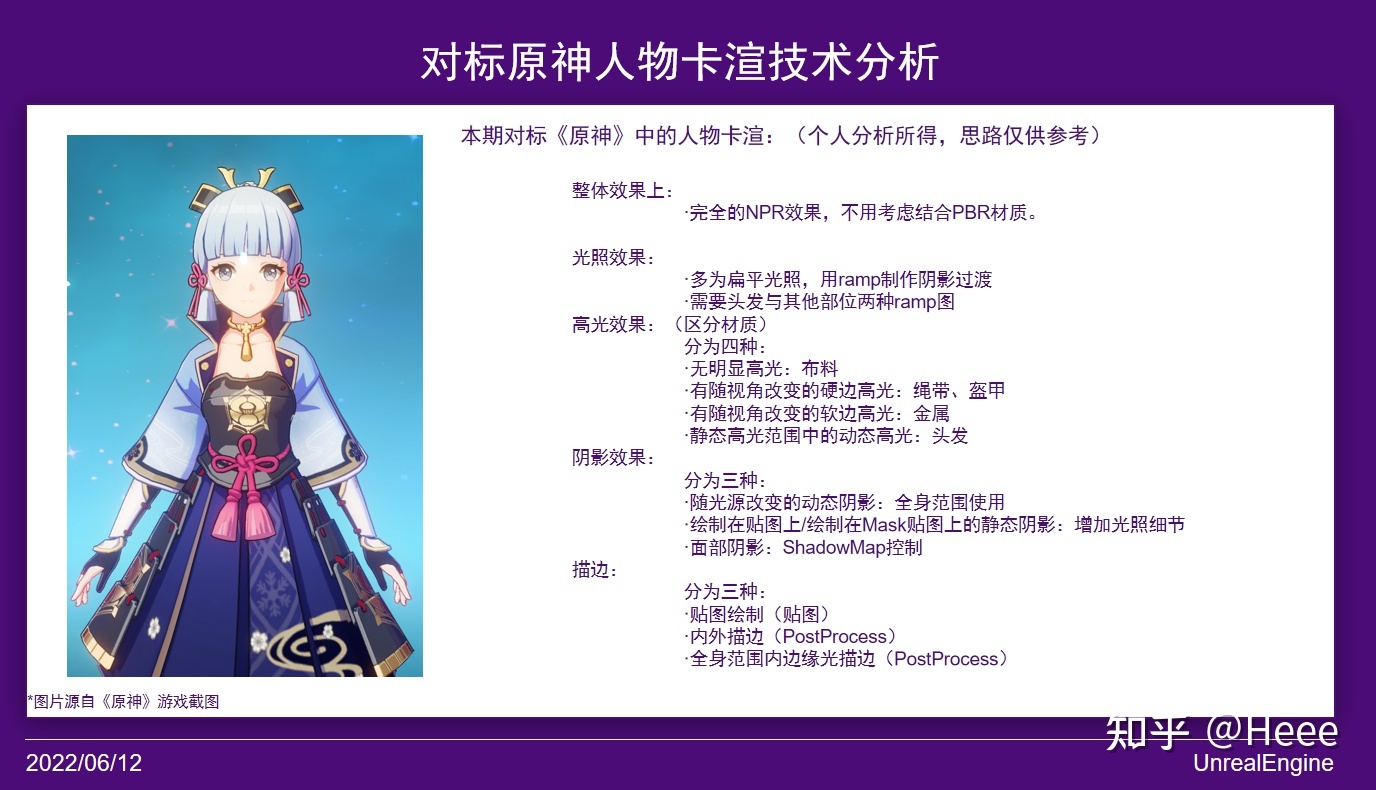 对标原神人物卡渲技术分析
本期对标《原神》中的人物卡渲：（个人分析所得，思路仅供参考）
整体效果上：
·完全的NPR效果，不用考虑结合PBR材质。
光照效果：
·多为扁平光照，用ramp制作阴影过渡
·需要头发与其他部位两种ramp图
高光效果：（区分材质）
分为四种：
·无明显高光：布料
·有随视角改变的硬边高光：绳带、盔甲
·有随视角改变的软边高光：金属
·静态高光范围中的动态高光：头发
阴影效果：
分为三种：
·随光源改变的动态阴影：全身范围使用
·绘制在贴图上/绘制在Mask贴图上的静态阴影：增加光照细节
·面部阴影：ShadowMap控制
描边：
分为三种：
·贴图绘制（贴图）
·内外描边（PostProcess）
·全身范围内边缘光描边（PostProcess）
*图片源自《原神》游戏截图
知乎 @Heee
2022/06/12
UnrealEngine